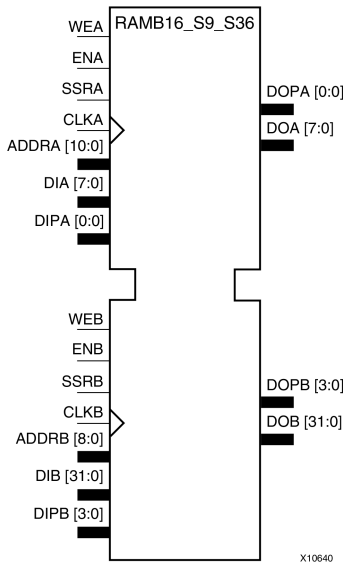 RAMB16_S9_S36
WEA
ENA
SSRA
CLKA
ADDRA [10:0]
DIA [7:0]
DIPA [0:0]
DOPA [0:0]
DOA [7:0]
WEB
ENB
SSRB
CLKB
ADDRB [8:0]
DIB [31:0]
DIPB [3:0]
DOPB [3:0]
DOB [31:0]
X10640